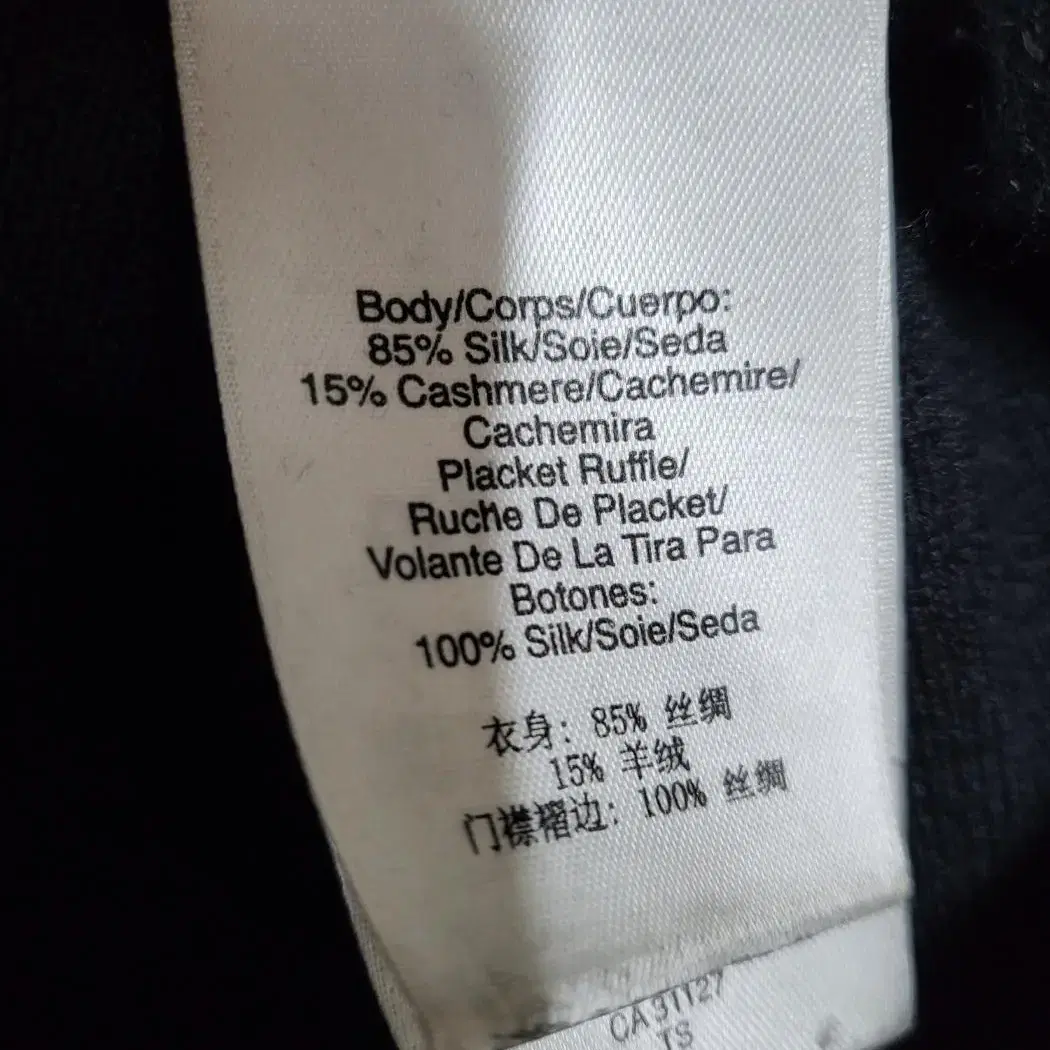 Body/Corps/Cuerpo:
85% Silk/Soie/Seda
15% Cashmere/Cachemire/
Cachemira
Placket Ruffle/
Ruche De Placket/
Volante De La Tira Para
Botones:
100% Silk/Soie/Seda
衣身: 85% 丝绸
15% 羊绒
门襟褶边: 100% 丝绸
CA 31127
TS